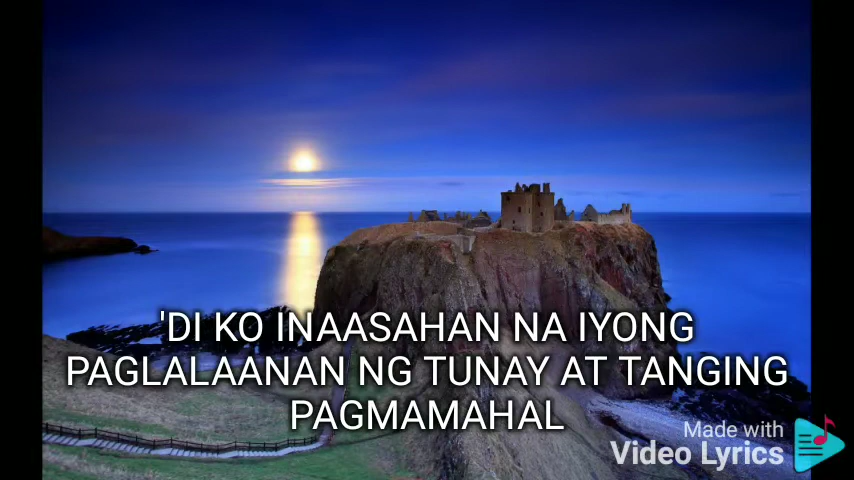 'DI KO INAASAHAN NA IYONG
PAGLALAANAN NG TUNAY AT TANGING
PAGMAMAHAL
Made with
Video Lyrics